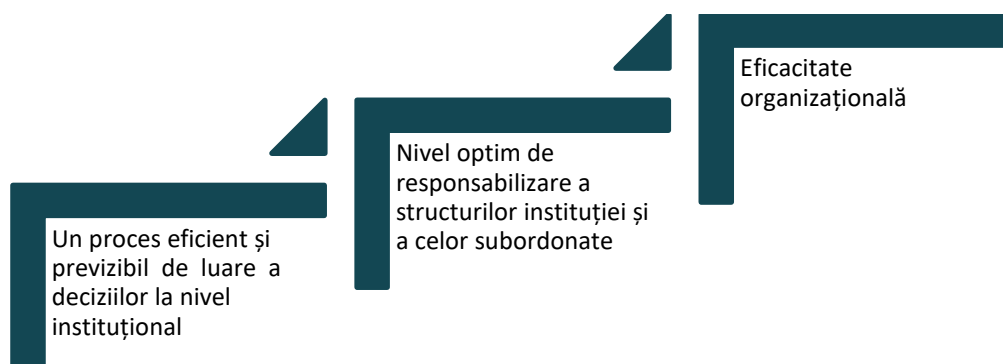 Un proces eficient și
previzibil de luare a
deciziilor la nivel
instituțional
Nivel optim de
responsabilizare a
structurilor instituției și
a celor subordonate
Eficacitate
organizațională